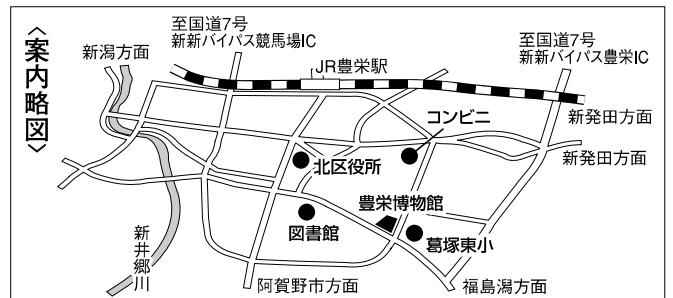 〈案内略図〉
至国道7号
新新バイパス競馬場IC
至国道7号
新新バイパス豊栄IC
新潟方面
JR豊栄駅
コンビニ
新発田方面
新発田方面
北区役所
豊栄博物館
図書館
葛塚東小
新井郷川
阿賀野市方面
福島潟方面